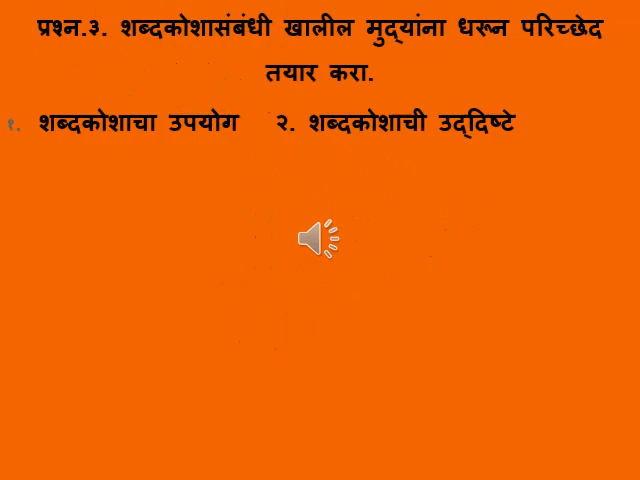 प्रश्न.३. शब्दकोशासंबंधी खालील मुद्‌यांना धरून परिच्छेद
तयार करा.
१. शब्दकोशाचा उपयोग २. शब्दकोशाची उद्‌दिष्टे